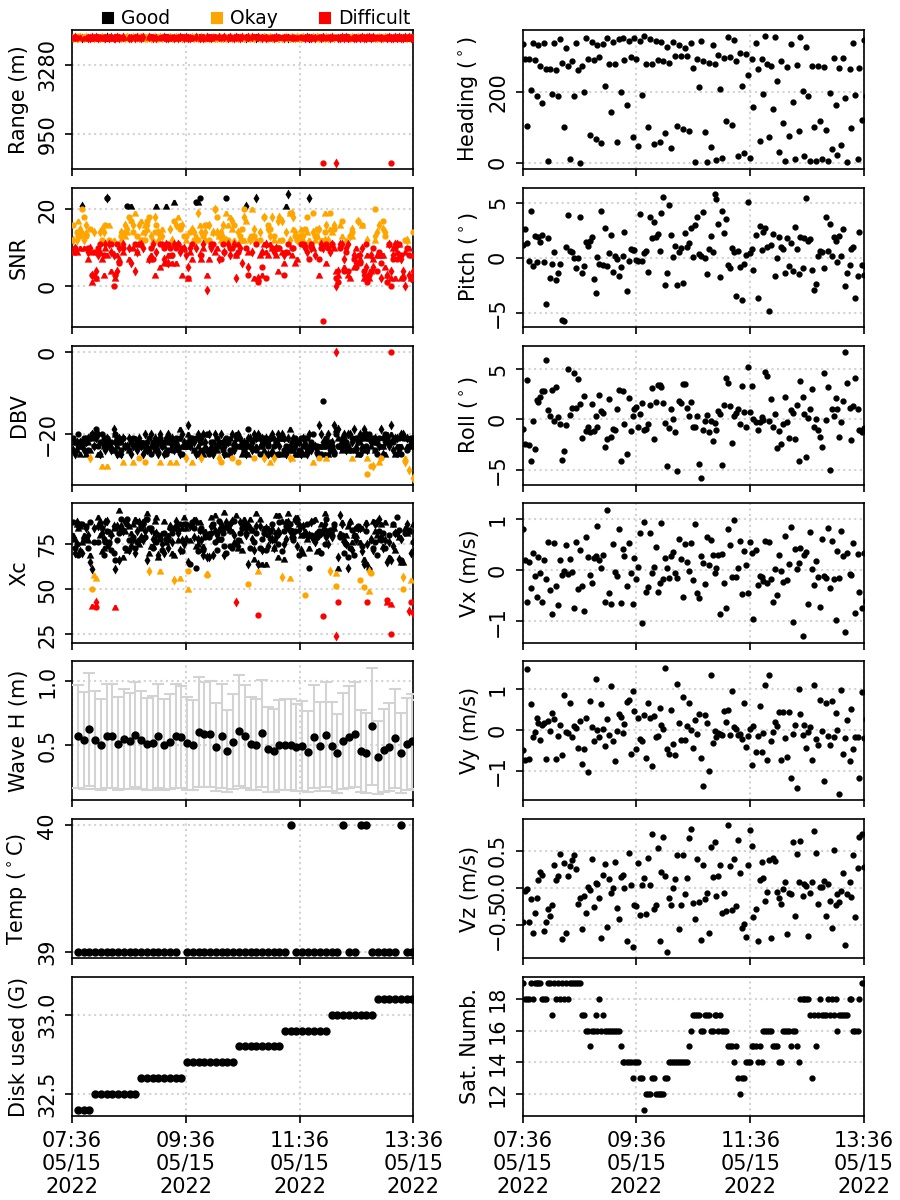 Good Okay Difficult
Range (m)
3280
950
Heading (°)
200
0
SNR
20
0
Pitch (°)
5
0
−5
DBV
0
−20
Roll (°)
5
0
−5
Xc
75
50
25
Vx (m/s)
1
0
−1
Wave H (m)
1.0
0.5
Vy (m/s)
1
0
−1
Temp (°C)
40
39
Vz (m/s)
0.5
0.0
−0.5
Disk used (G)
33.0
32.5
Sat. Numb.
18
16
14
12
07:36 09:36 11:36 13:36
05/15 05/15 05/15 05/15
2022 2022 2022 2022
07:36 09:36 11:36 13:36
05/15 05/15 05/15 05/15
2022 2022 2022 2022